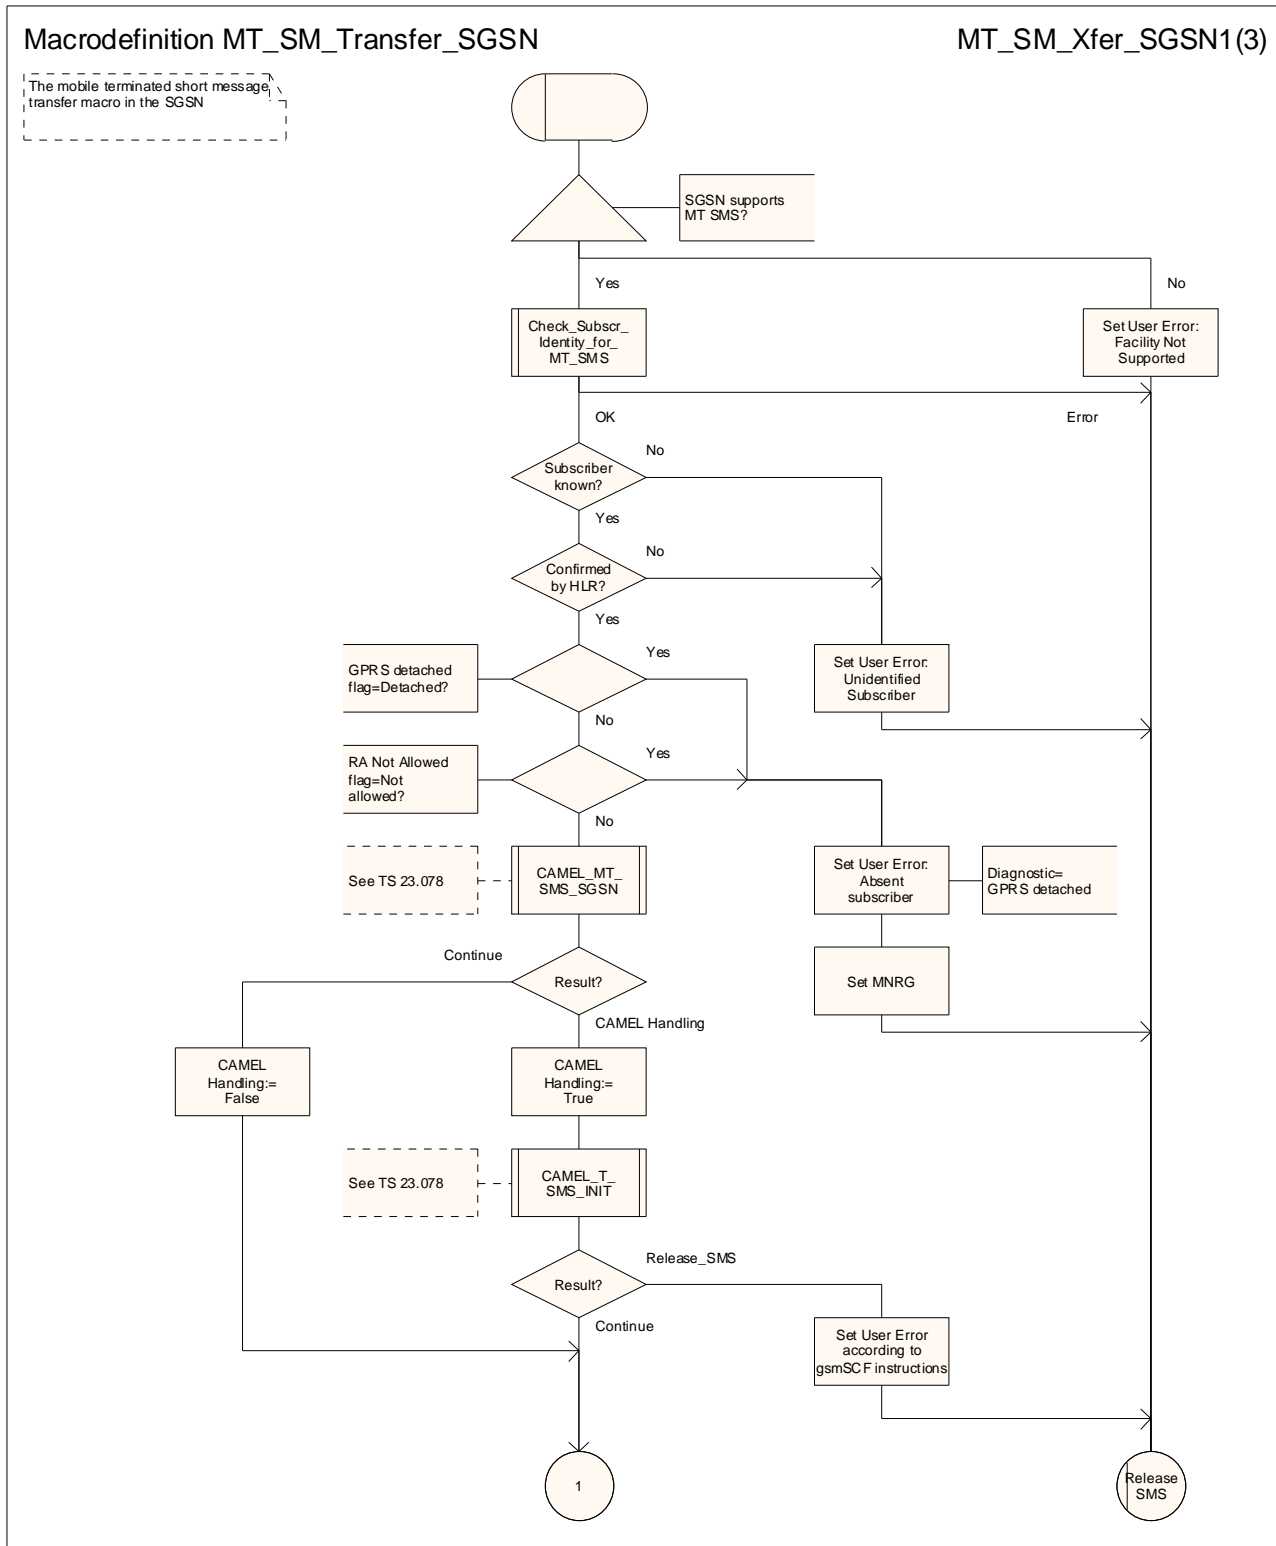 Macrodefinition MT_SM_Transfer_SGSN
MT_SM_Xfer_SGSN1(3)
The mobile terminated short message
transfer macro in the SGSN
SGSN supports
MT SMS?
Yes
No
Check_Subscr_
Identity_for_
MT_SMS
Set User Error:
Facility Not
Supported
OK
Error
Subscriber
known?
No
Yes
Confirmed
by HLR?
No
Yes
GPRS detached
flag=Detached?
Yes
Set User Error:
Unidentified
Subscriber
No
RA Not Allowed
flag=Not
allowed?
Yes
No
See TS 23.078
CAMEL_MT_
SMS_SGSN
Set User Error:
Absent
subscriber
Diagnostic=
GPRS detached
Continue
Result?
Set MNRG
CAMEL Handling
CAMEL
Handling:=
False
CAMEL
Handling:=
True
See TS 23.078
CAMEL_T_
SMS_INIT
Release_SMS
Result?
Continue
Set User Error
according to
gsmSCF instructions
1
Release
SMS